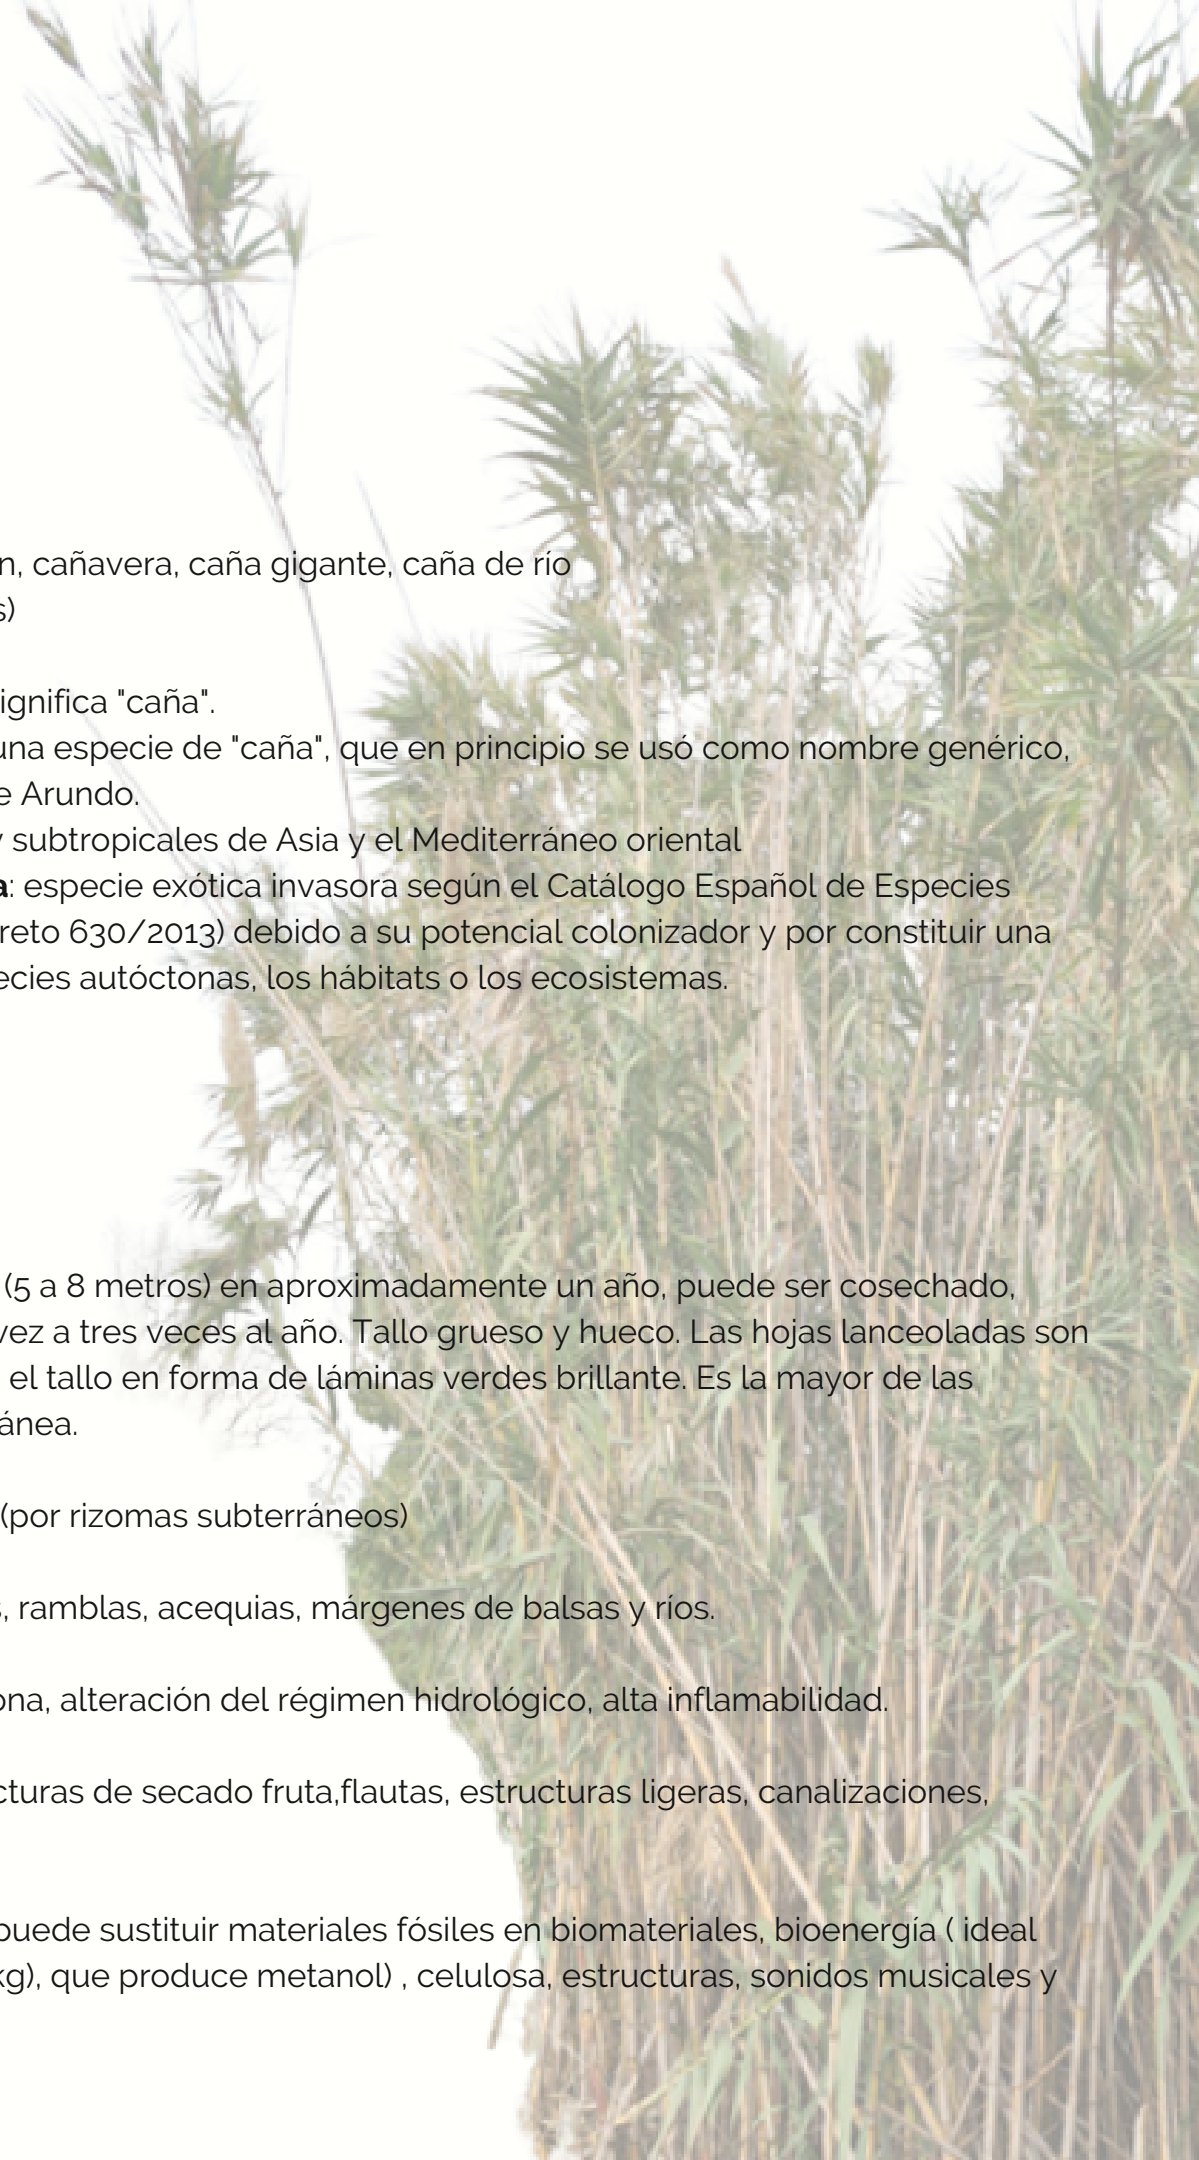 n, cañavera, caña gigante, caña de río
s)
ignifica "caña".
una especie de "caña", que en principio se usó como nombre genérico,
e Arundo.
y subtropicales de Asia y el Mediterráneo oriental
a: especie exótica invasora según el Catálogo Español de Especies
reto 630/2013) debido a su potencial colonizador y por constituir una
ecies autóctonas, los hábitats o los ecosistemas.
(5 a 8 metros) en aproximadamente un año, puede ser cosechado,
vez a tres veces al año. Tallo grueso y hueco. Las hojas lanceoladas son
el tallo en forma de láminas verdes brillante. Es la mayor de las
ánea.
(por rizomas subterráneos)
s, ramblas, acequias, márgenes de balsas y ríos.
ona, alteración del régimen hidrológico, alta inflamabilidad.
cturas de secado fruta,flautas, estructuras ligeras, canalizaciones,
puede sustituir materiales fósiles en biomateriales, bioenergía ( ideal
kg), que produce metanol) , celulosa, estructuras, sonidos musicales y